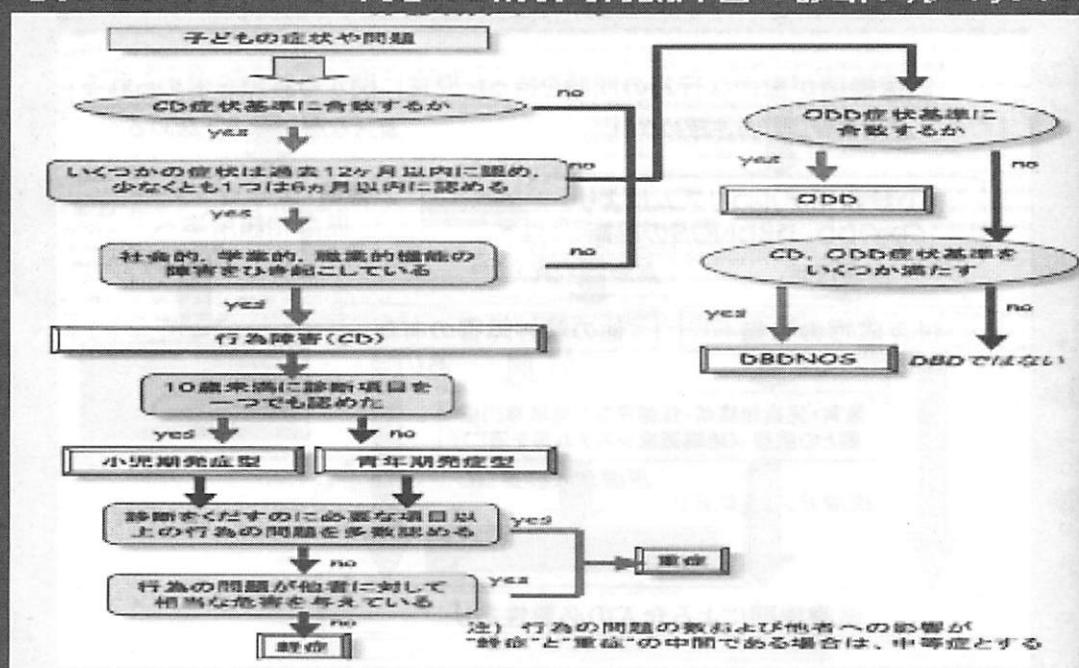 子どもの症状や問題
CD症状基準に合致するか
no
yes
いくつかの症状は過去12ヶ月以内に認め,
少なくとも1つは6ヵ月以内に認める
no
yes
社会的, 学業的, 職業的機能の
障害をひき起こしている
no
yes
行為障害(CD)
10歳未満に診断項目を
一つでも認めた
yes
no
小児期発症型
青年期発症型
診断をくだすのに必要な項目以
上の行為の問題を多数認める
yes
no
行為の問題が他者に対して
相当な危害を与えている
yes
no
軽症
重症
ODD症状基準に
合致するか
yes
no
ODD
CD, ODD症状基準を
いくつか満たす
yes
no
DBDNOS
DBDではない
注) 行為の問題の数および他者への影響が
"軽症"と"重症"の中間である場合は、中等症とする